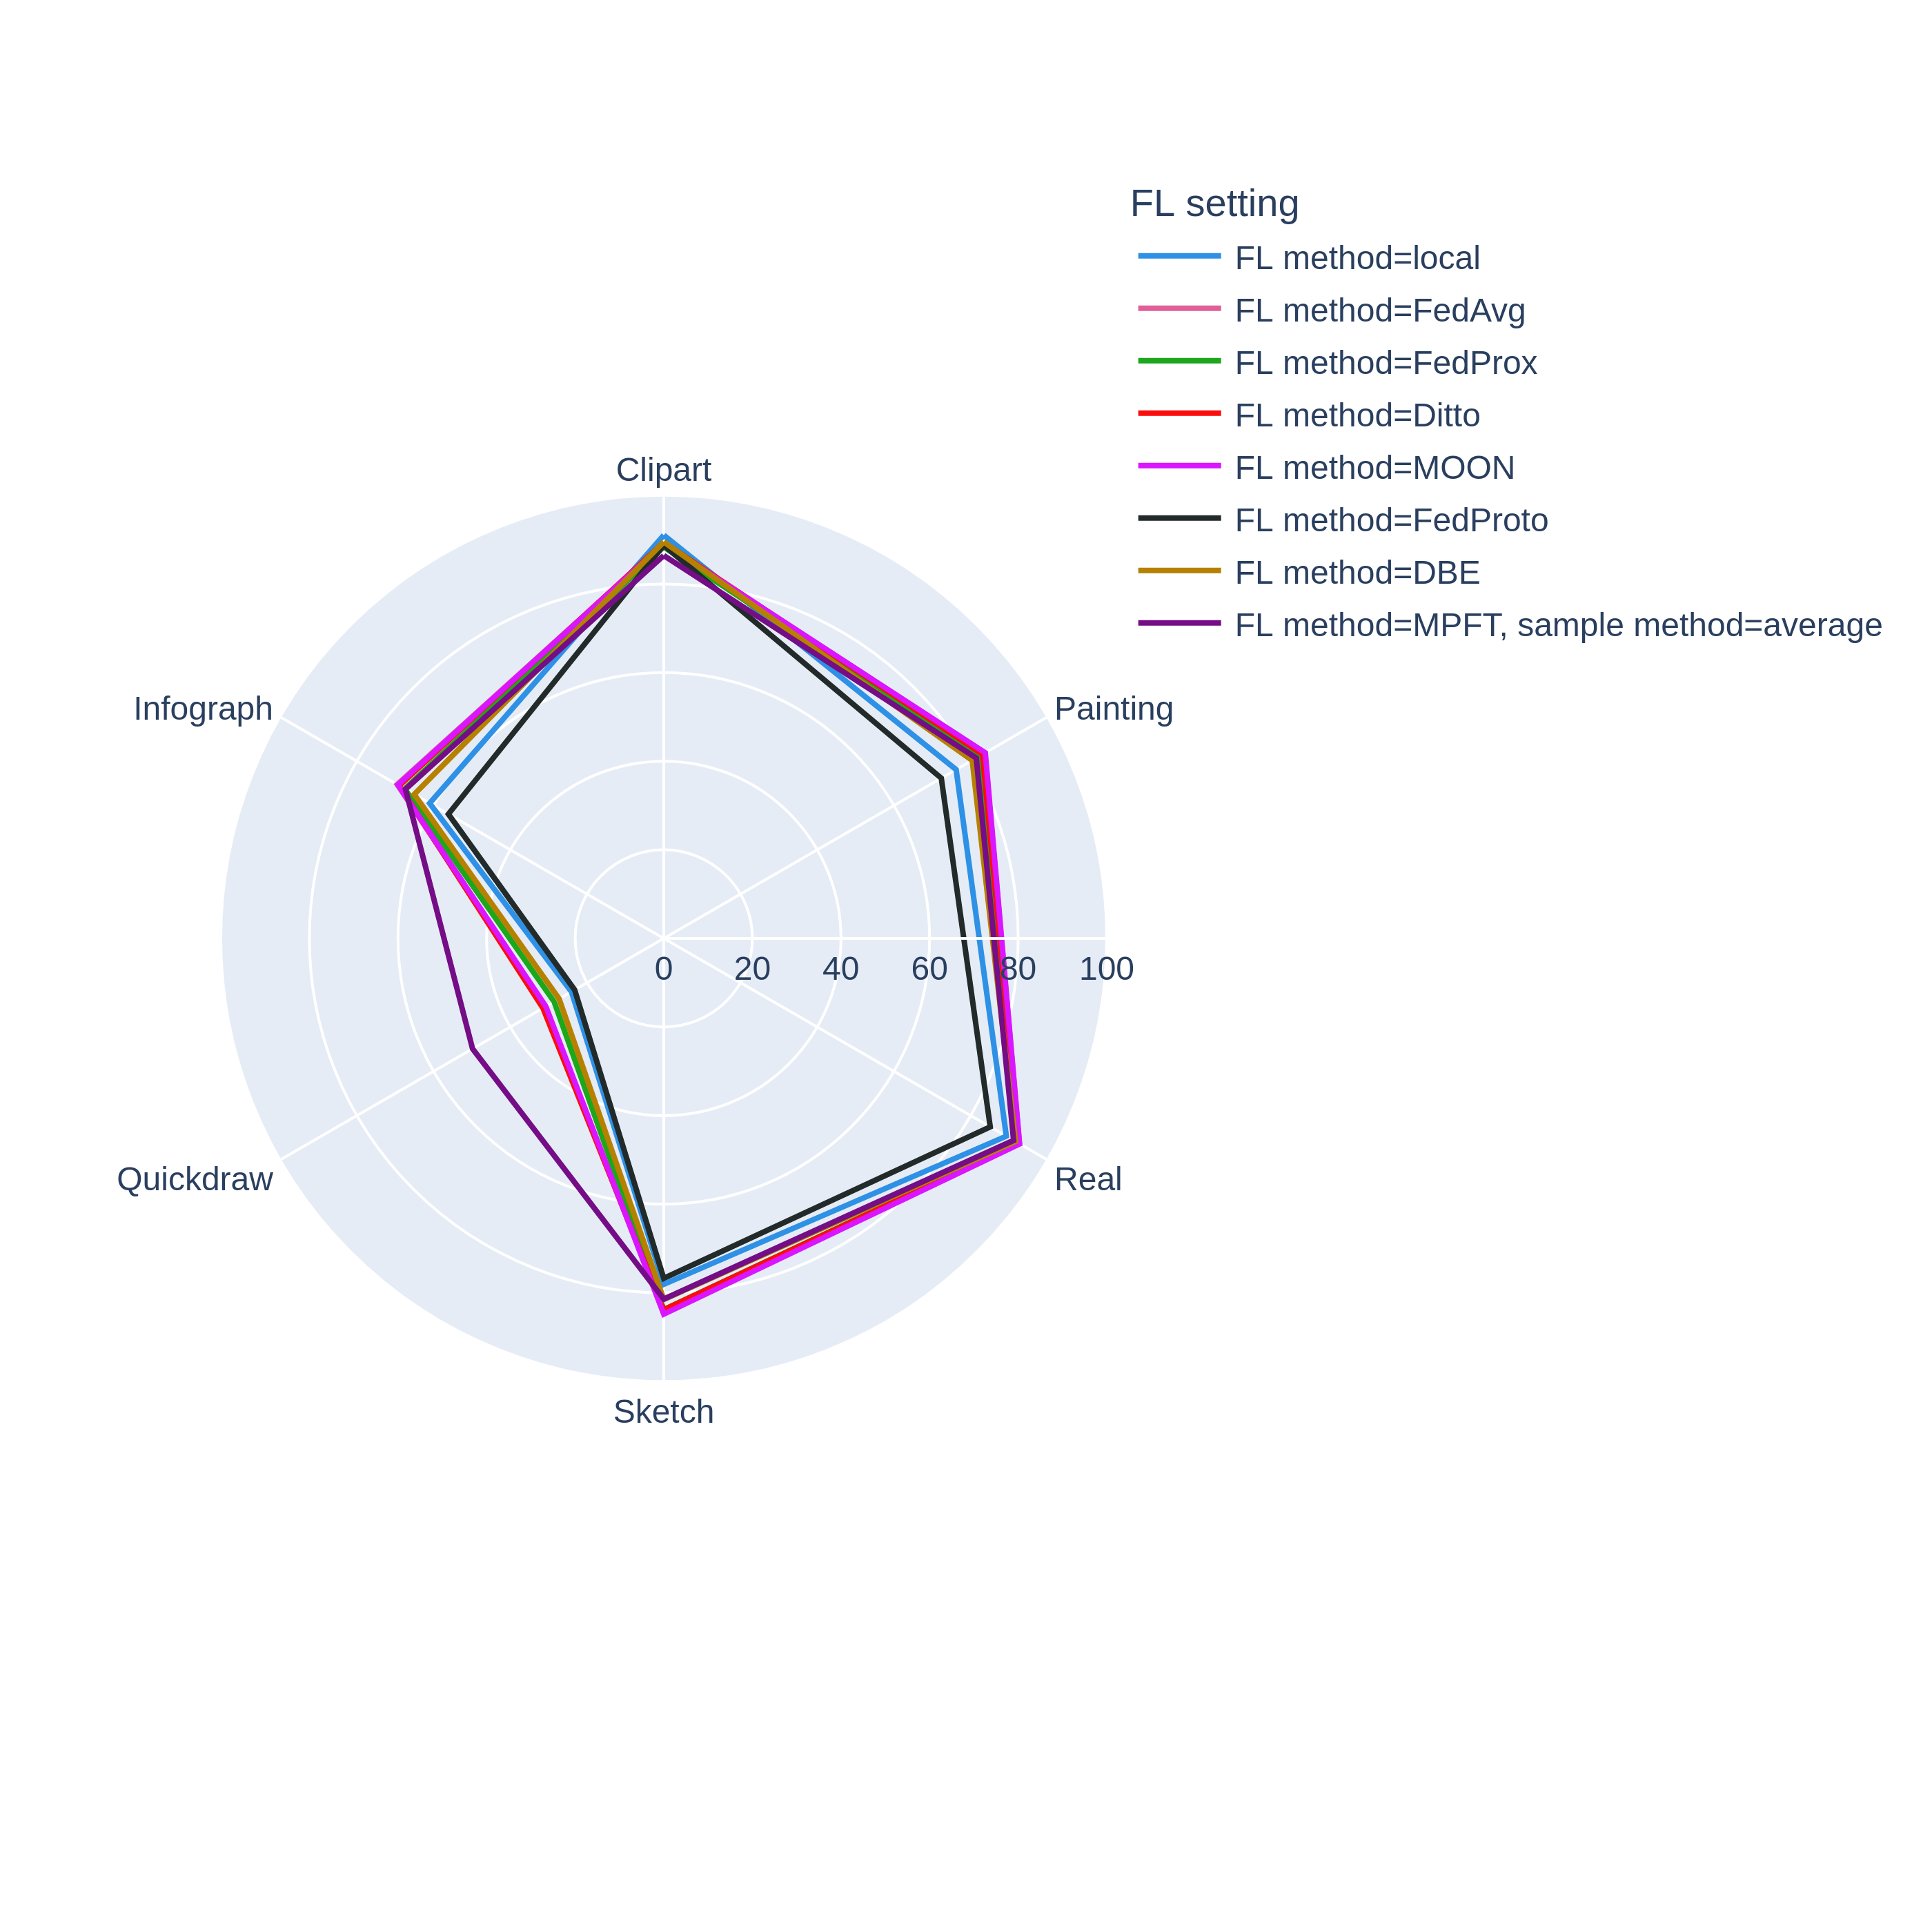 FL setting
FL method=local
FL method=FedAvg
FL method=FedProx
FL method=Ditto
FL method=MOON
FL method=FedProto
FL method=DBE
FL method=MPFT, sample method=average
Clipart
Infograph
Painting
0 20 40 60 80 100
Quickdraw
Real
Sketch